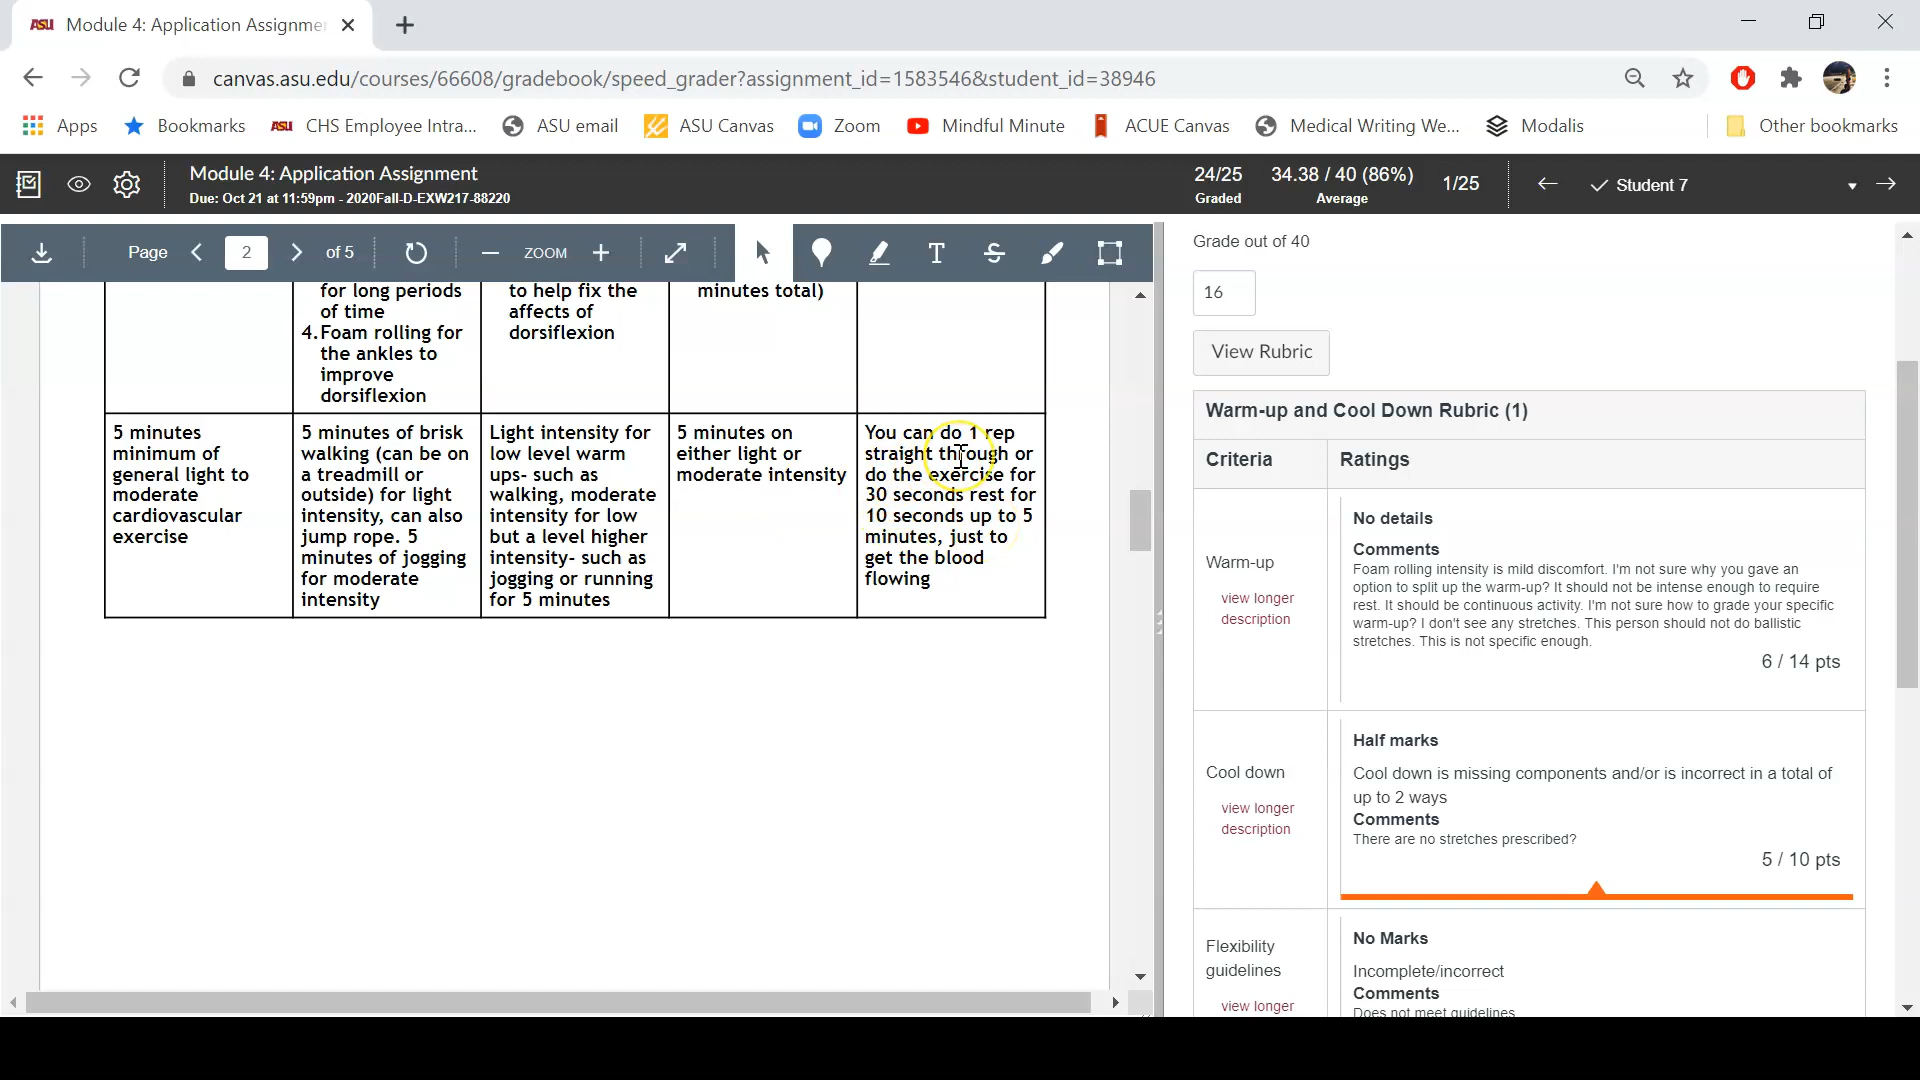 ASU Module 4: Application Assignme
canvas.asu.edu/courses/66608/gradebook/speed_grader?assignment_id=1583546&student_id=38946
Apps
Bookmarks
ASU CHS Employee Intra...
ASU email
ASU Canvas
Zoom
Mindful Minute
ACUE Canvas
Medical Writing We...
Modalis
Other bookmarks
Module 4: Application Assignment
Due: Oct 21 at 11:59pm - 2020Fall-D-EXW217-88220
24/25
Graded
34.38 / 40 (86%)
Average
1/25
Student 7
Page 2 of 5
ZOOM
T
S
for long periods
of time
4. Foam rolling for
the ankles to
improve
dorsiflexion
to help fix the
affects of
dorsiflexion
minutes total)
5 minutes
minimum of
general light to
moderate
cardiovascular
exercise
5 minutes of brisk
walking (can be on
a treadmill or
outside) for light
intensity, can also
jump rope. 5
minutes of jogging
for moderate
intensity
Light intensity for
low level warm
ups- such as
walking, moderate
intensity for low
but a level higher
intensity- such as
jogging or running
for 5 minutes
5 minutes on
either light or
moderate intensity
You can do 1 rep
straight through or
do the exercise for
30 seconds rest for
10 seconds up to 5
minutes, just to
get the blood
flowing
Grade out of 40
16
View Rubric
Warm-up and Cool Down Rubric (1)
Criteria
Ratings
Warm-up
view longer
description
No details
Comments
Foam rolling intensity is mild discomfort. I'm not sure why you gave an
option to split up the warm-up? It should not be intense enough to require
rest. It should be continuous activity. I'm not sure how to grade your specific
warm-up? I don't see any stretches. This person should not do ballistic
stretches. This is not specific enough.
6 / 14 pts
Cool down
view longer
description
Half marks
Cool down is missing components and/or is incorrect in a total of
up to 2 ways
Comments
There are no stretches prescribed?
5 / 10 pts
Flexibility
guidelines
view longer
No Marks
Incomplete/incorrect
Comments
Does not meet guidelines